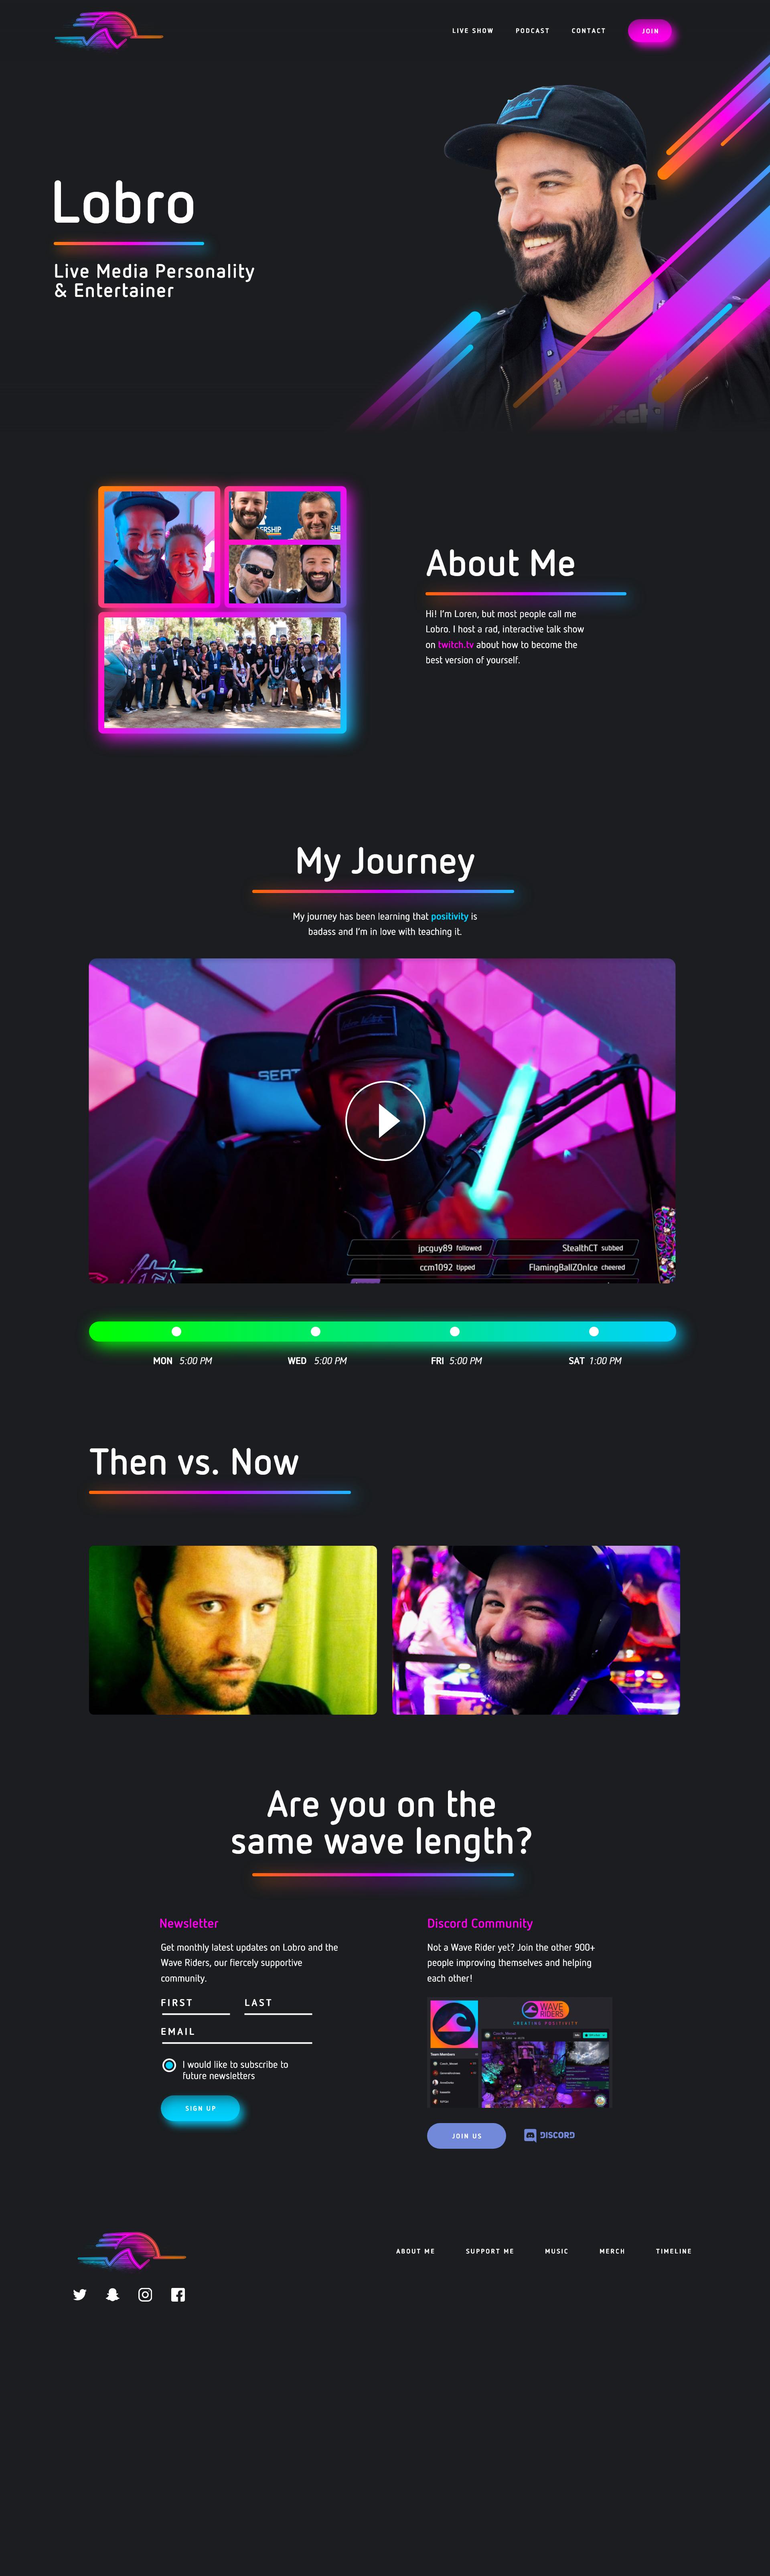 LIVE SHOW PODCAST CONTACT JOIN
Lobro
Live Media Personality
& Entertainer
ERSHIP
SHI
About Me
Hi! I'm Loren, but most people call me
Lobro. I host a rad, interactive talk show
on twitch.tv about how to become the
best version of yourself.
My Journey
My journey has been learning that positivity is
badass and I'm in love with teaching it.
SEAT
jpcguy89 followed StealthCT subbed
ccm1092 tipped FlamingBallZOnIce cheered
MON 5:00 PM WED 5:00 PM FRI 5:00 PM SAT 1:00 PM
Then vs. Now
Are you on the
same wave length?
Newsletter
Get monthly latest updates on Lobro and the
Wave Riders, our fiercely supportive
community.
FIRST LAST
EMAIL
I would like to subscribe to
future newsletters
SIGN UP
Discord Community
Not a Wave Rider yet? Join the other 900+
people improving themselves and helping
each other!
WAVE
RIDERS
CREATING POSITIVITY
Team Members
JOIN US DISCORD
ABOUT ME SUPPORT ME MUSIC MERCH TIMELINE